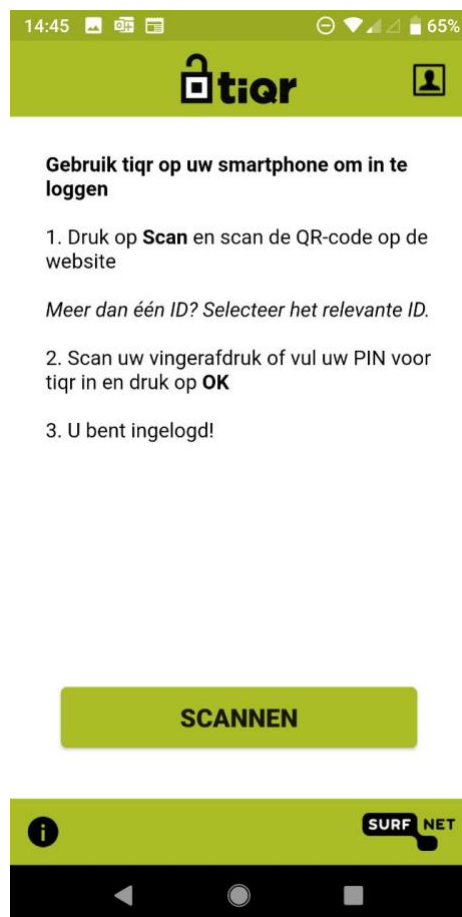 14:45 65%
tiqr
Gebruik tiqr op uw smartphone om in te
loggen
1. Druk op Scan en scan de QR-code op de
website
Meer dan één ID? Selecteer het relevante ID.
2. Scan uw vingerafdruk of vul uw PIN voor
tiqr in en druk op OK
3. U bent ingelogd!
SCANNEN
SURF NET